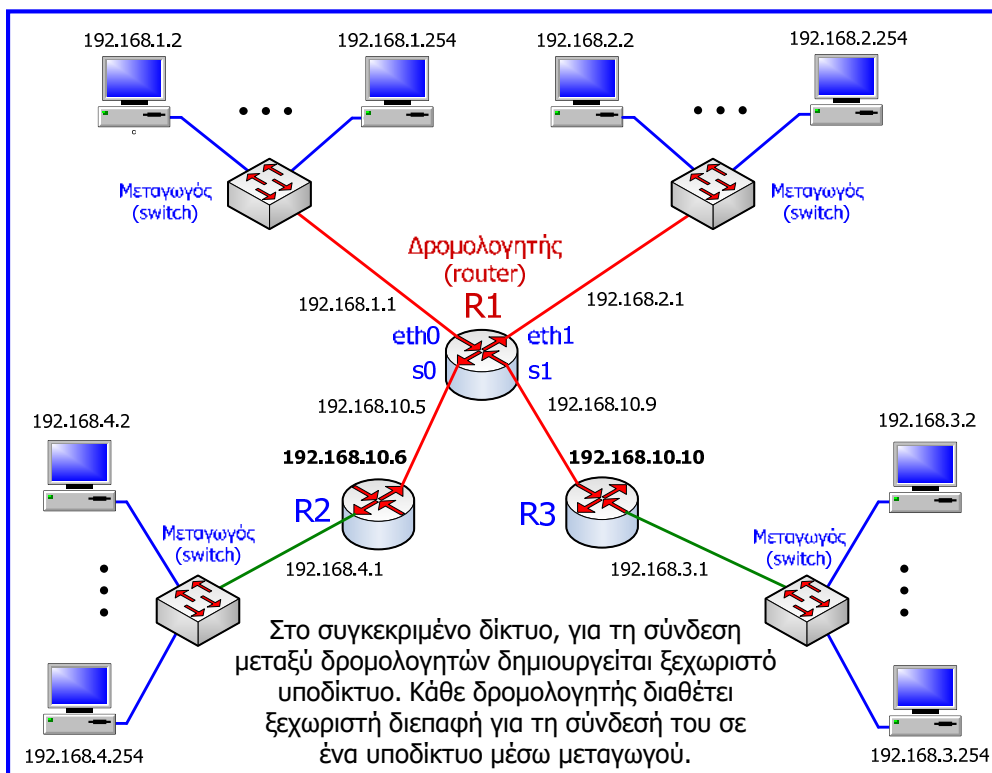 192.168.1.2
192.168.1.254
192.168.2.2
192.168.2.254
• • •
• • •
c
Μεταγωγός
(switch)
Μεταγωγός
(switch)
Δρομολογητής
(router)
R1
192.168.1.1
192.168.2.1
eth0
eth1
s0
s1
192.168.10.5
192.168.10.9
192.168.4.2
192.168.3.2
192.168.10.6
192.168.10.10
R2
R3
Μεταγωγός
(switch)
Μεταγωγός
(switch)
192.168.4.1
192.168.3.1
Στο συγκεκριμένο δίκτυο, για τη σύνδεση
μεταξύ δρομολογητών δημιουργείται ξεχωριστό
υποδίκτυο. Κάθε δρομολογητής διαθέτει
ξεχωριστή διεπαφή για τη σύνδεσή του σε
ένα υποδίκτυο μέσω μεταγωγού.
192.168.4.254
192.168.3.254